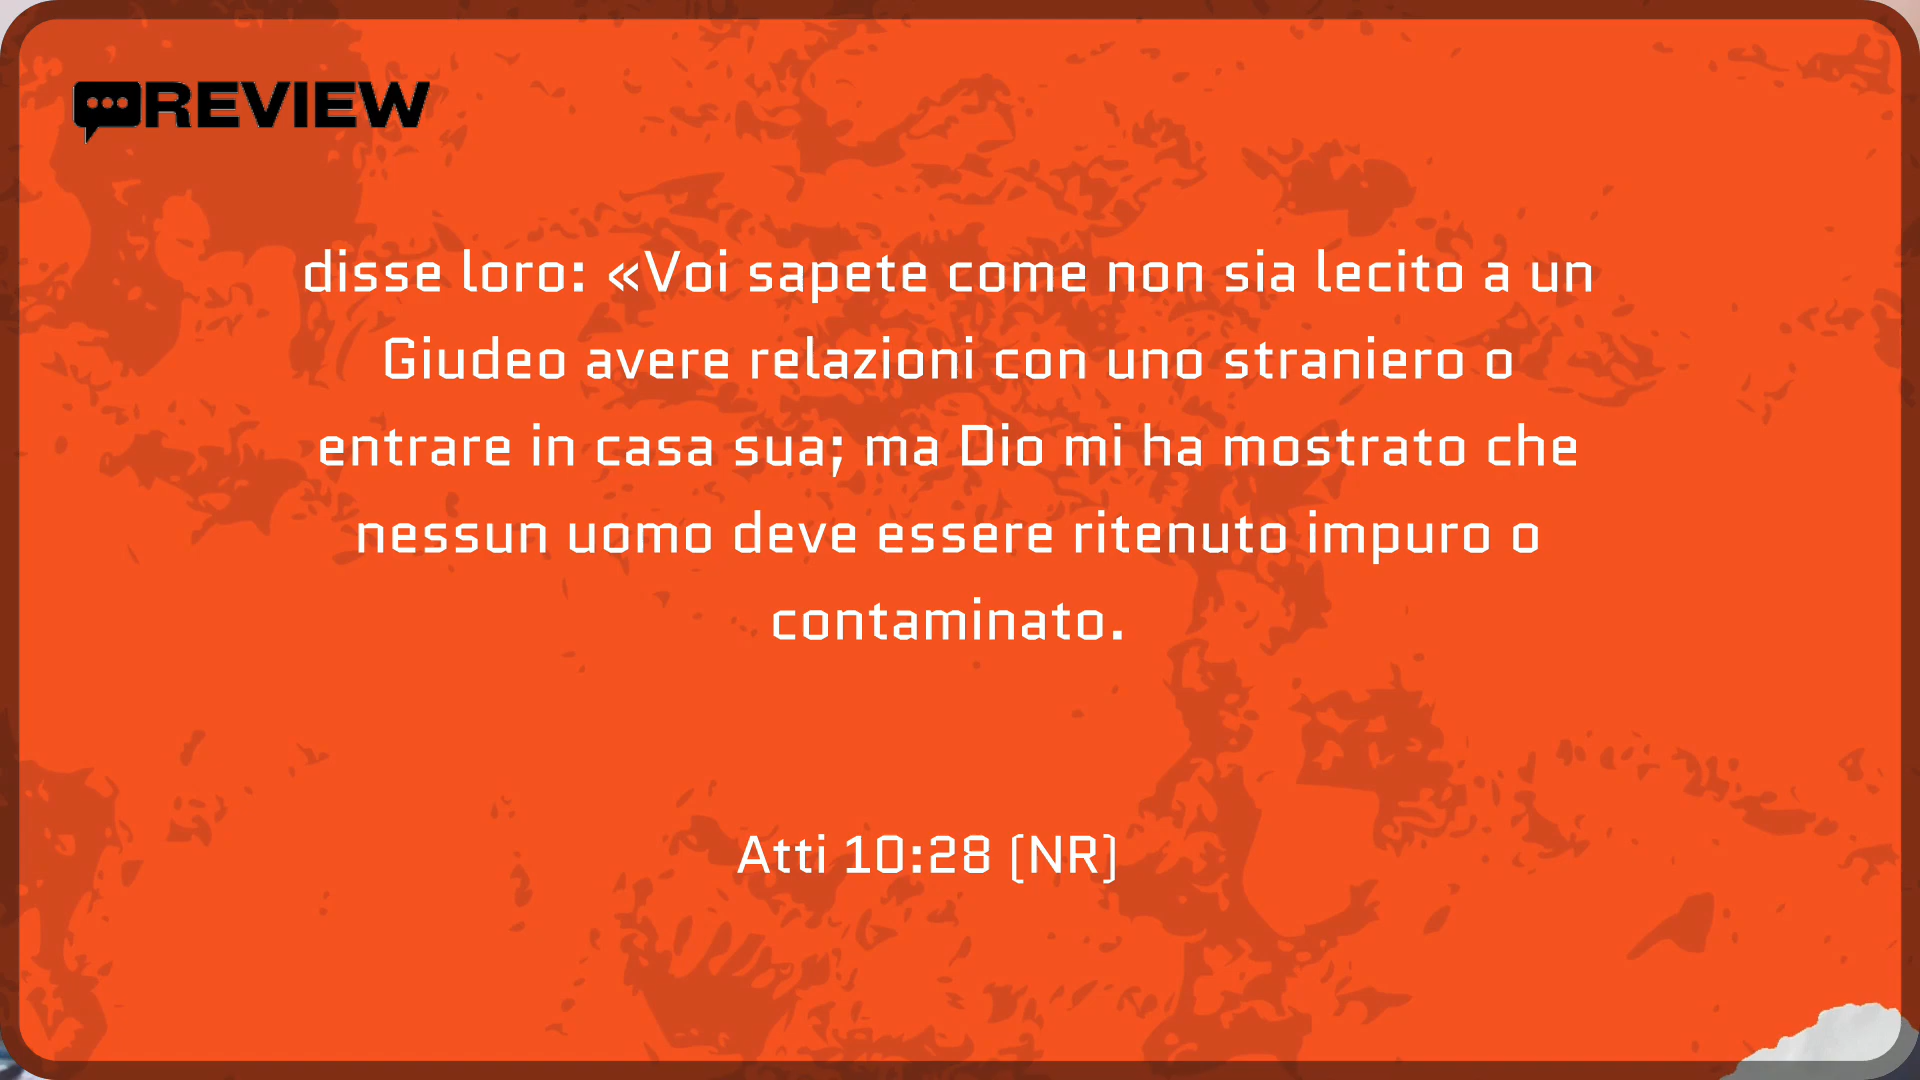 REVIEW
disse loro: «Voi sapete come non sia lecito a un
Giudeo avere relazioni con uno straniero o
entrare in casa sua; ma Dio mi ha mostrato che
nessun uomo deve essere ritenuto impuro o
contaminato.
Atti 10:28 (NR)